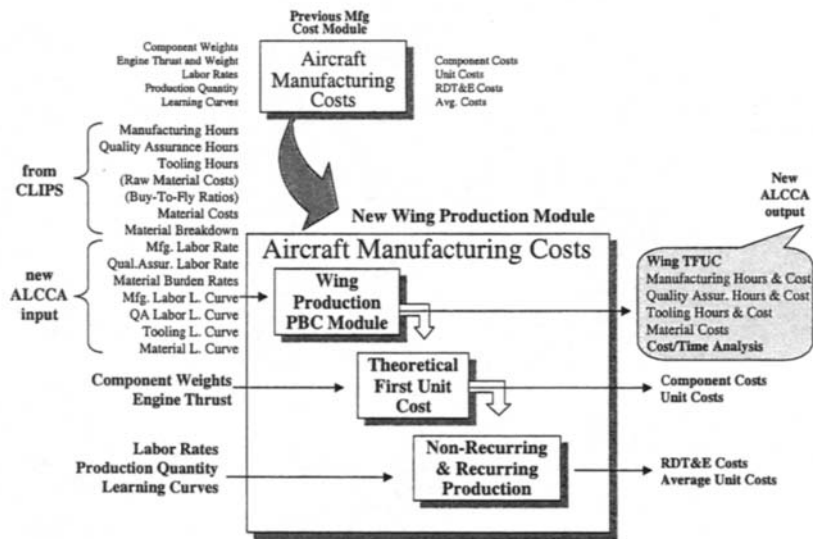 Previous Mfg
Cost Module
Component Weights
Engine Thrust and Weight
Labor Rates
Production Quantity
Learning Curves
Aircraft
Manufacturing
Costs
Component Costs
Unit Costs
RDT&E Costs
Avg. Costs
from
CLIPS
Manufacturing Hours
Quality Assurance Hours
Tooling Hours
(Raw Material Costs)
(Buy-To-Fly Ratios)
Material Costs
Material Breakdown
new
ALCCA
input
Mfg. Labor Rate
Qual.Assur. Labor Rate
Material Burden Rates
Mfg. Labor L. Curve
QA Labor L. Curve
Tooling L. Curve
Material L. Curve
New Wing Production Module
Aircraft Manufacturing Costs
Wing
Production
PBC Module
New
ALCCA
output
Wing TFUC
Manufacturing Hours & Cost
Quality Assur. Hours & Cost
Tooling Hours & Cost
Material Costs
Cost/Time Analysis
Component Weights
Engine Thrust
Theoretical
First Unit
Cost
Component Costs
Unit Costs
Labor Rates
Production Quantity
Learning Curves
Non-Recurring
& Recurring
Production
RDT&E Costs
Average Unit Costs